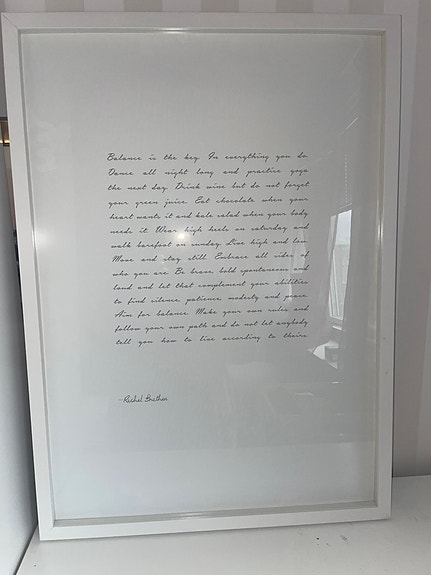 Balance is the key. In everything you do.
Dance all night long and practice yoga
the next day. Drink wine but do not forget
your green juice. Eat chocolate when your
heart wants it and kale salad when your body
needs it. Wear high heels on saturday and
walk barefoot on sunday. Live high and low.
Move and stay still. Embrace all sides of
who you are. Be brave, bold spontaneous and
loud and let that complement your abilities
to find silence, patience, modesty and peace.
Aim for balance. Make your own rules and
follow your own path and do not let anybody
tell you how to live according to theirs
-Rachel Brathen